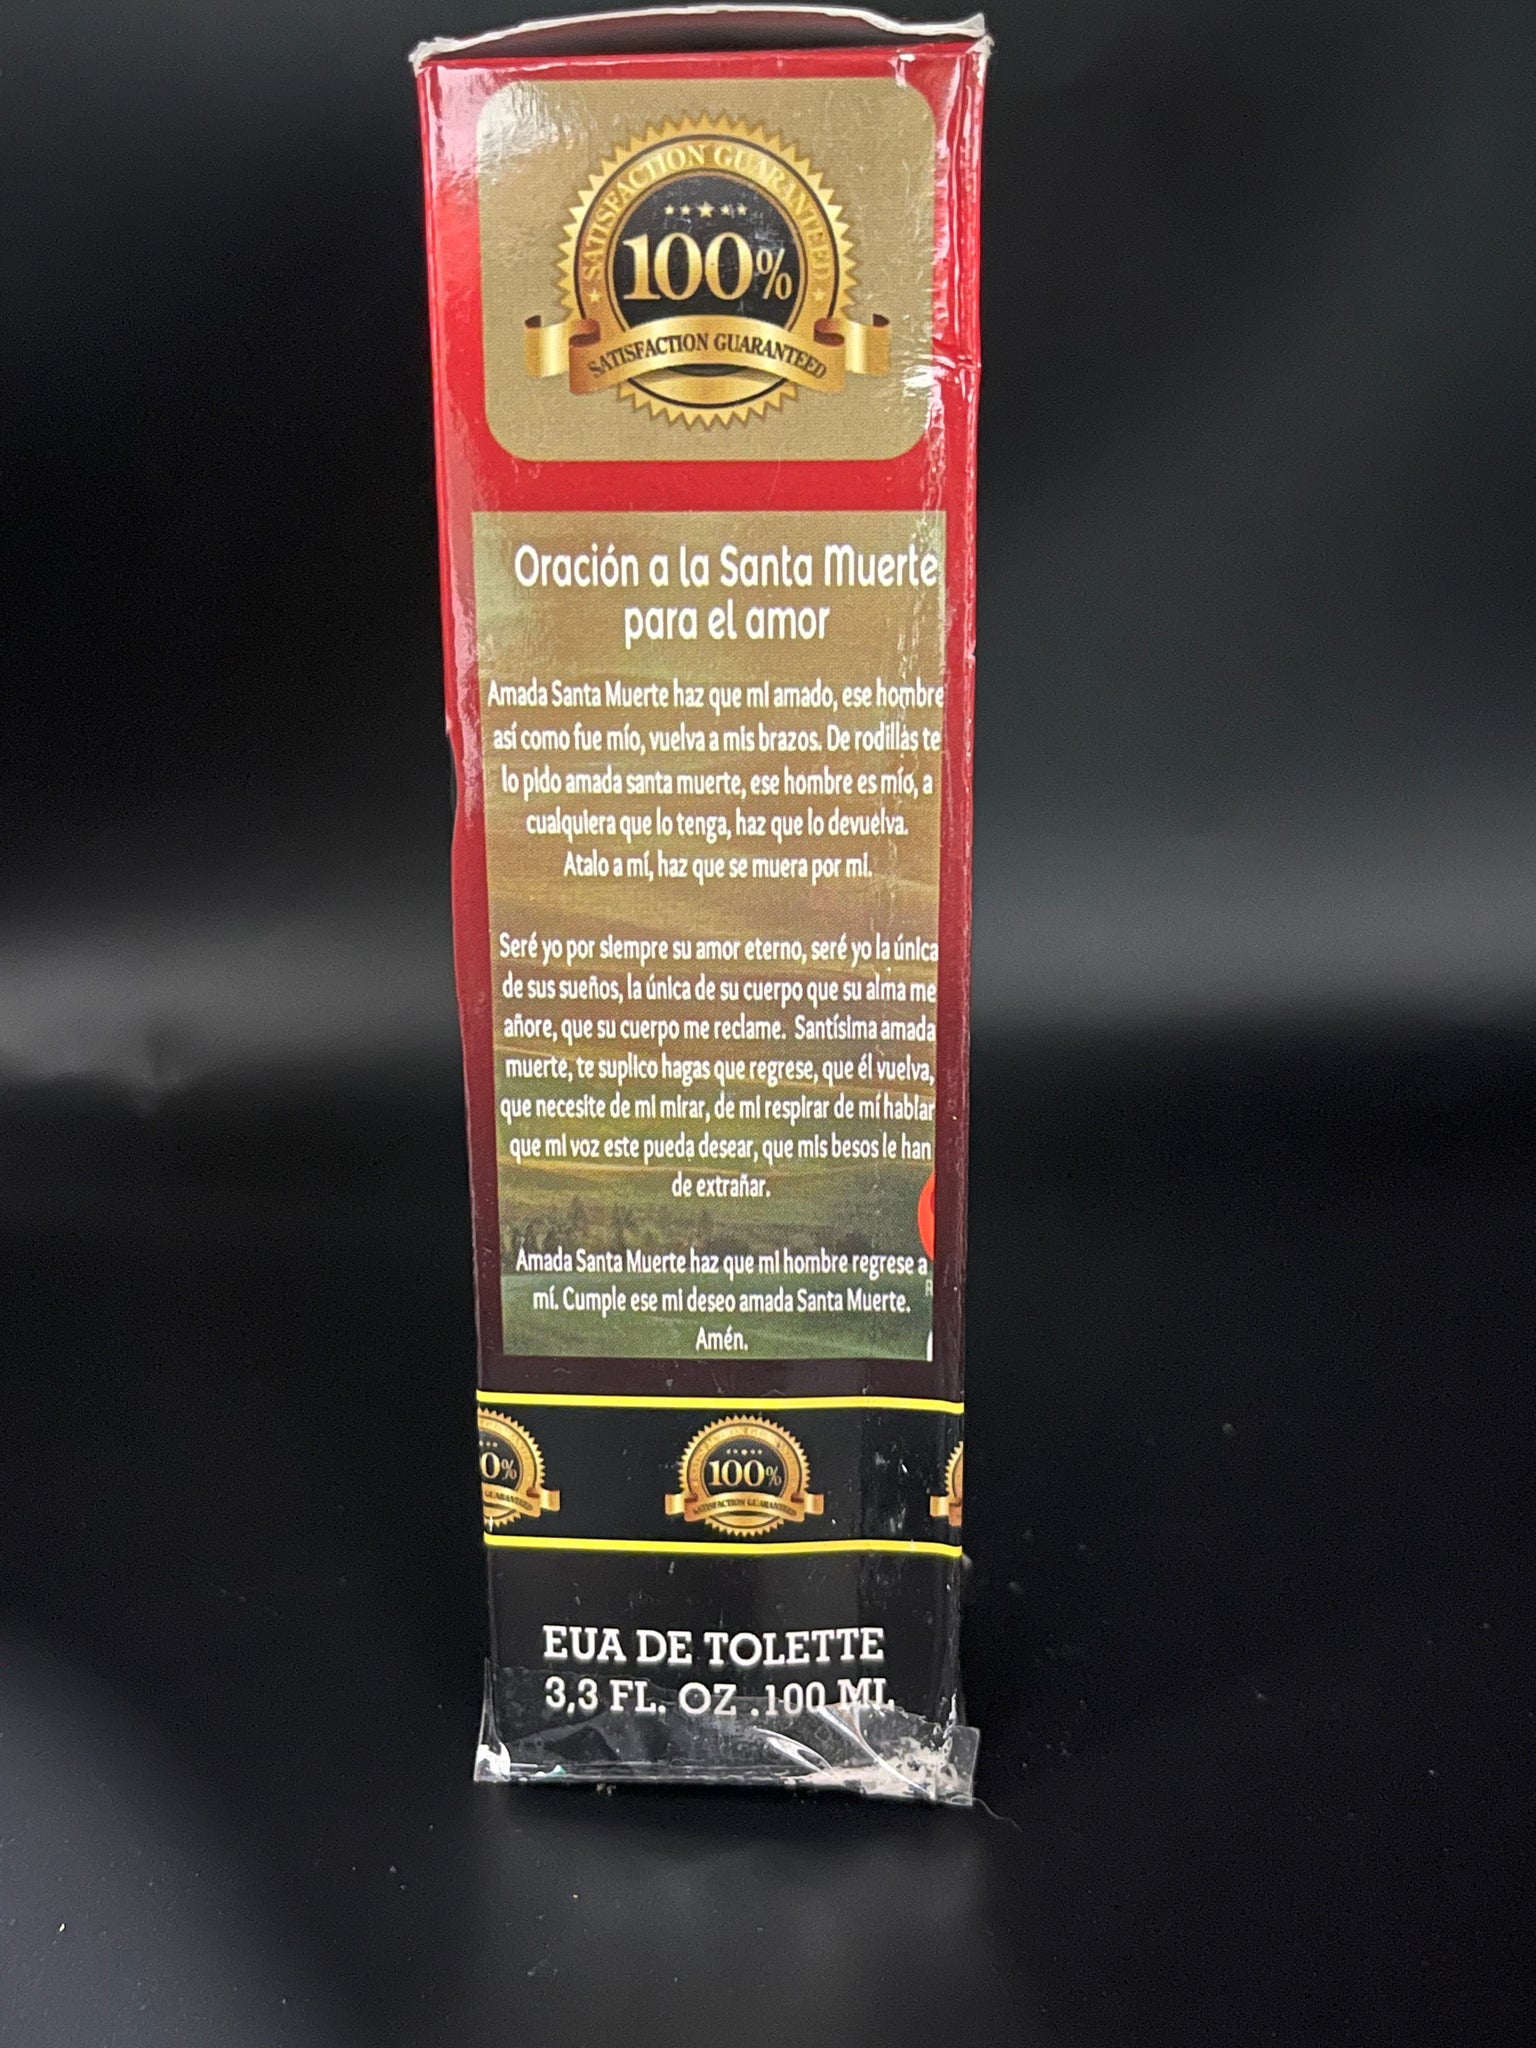 SATISFACTION GUARANTEED
100%
SATISFACTION GUARANTEED
Oración a la Santa Muerte
para el amor
Amada Santa Muerte haz que mi amado, ese hombre
así como fue mío, vuelva a mis brazos. De rodillas te
lo pido amada santa muerte, ese hombre es mío, a
cualquiera que lo tenga, haz que lo devuelva.
Atalo a mí, haz que se muera por mi.
Seré yo por siempre su amor eterno, seré yo la única
de sus sueños, la única de su cuerpo que su alma me
añore, que su cuerpo me reclame. Santísima amada
muerte, te suplico hagas que regrese, que él vuelva,
que necesite de mi mirar, de mi respirar de mí hablar
que mi voz este pueda desear, que mis besos le han
de extrañar.
Amada Santa Muerte haz que mi hombre regrese a
mí. Cumple ese mi deseo amada Santa Muerte.
Amén.
0%
GUARANTEED
100%
SATISFACTION GUARANTEED
EUA DE TOLETTE
3,3 FL. OZ .100 ML